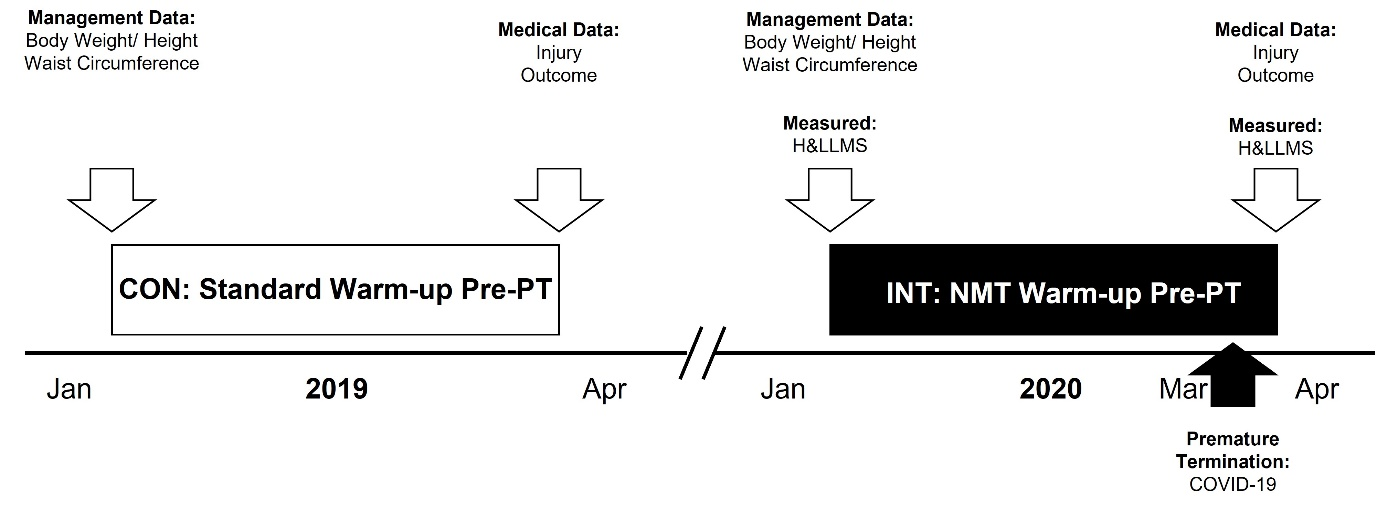 Management Data:
Body Weight/ Height
Waist Circumference
Medical Data:
Injury
Outcome
Management Data:
Body Weight/ Height
Waist Circumference
Measured:
H&LLMS
Medical Data:
Injury
Outcome
Measured:
H&LLMS
CON: Standard Warm-up Pre-PT
INT: NMT Warm-up Pre-PT
Jan
2019
Apr
Jan
2020
Mar
Apr
Premature
Termination:
COVID-19